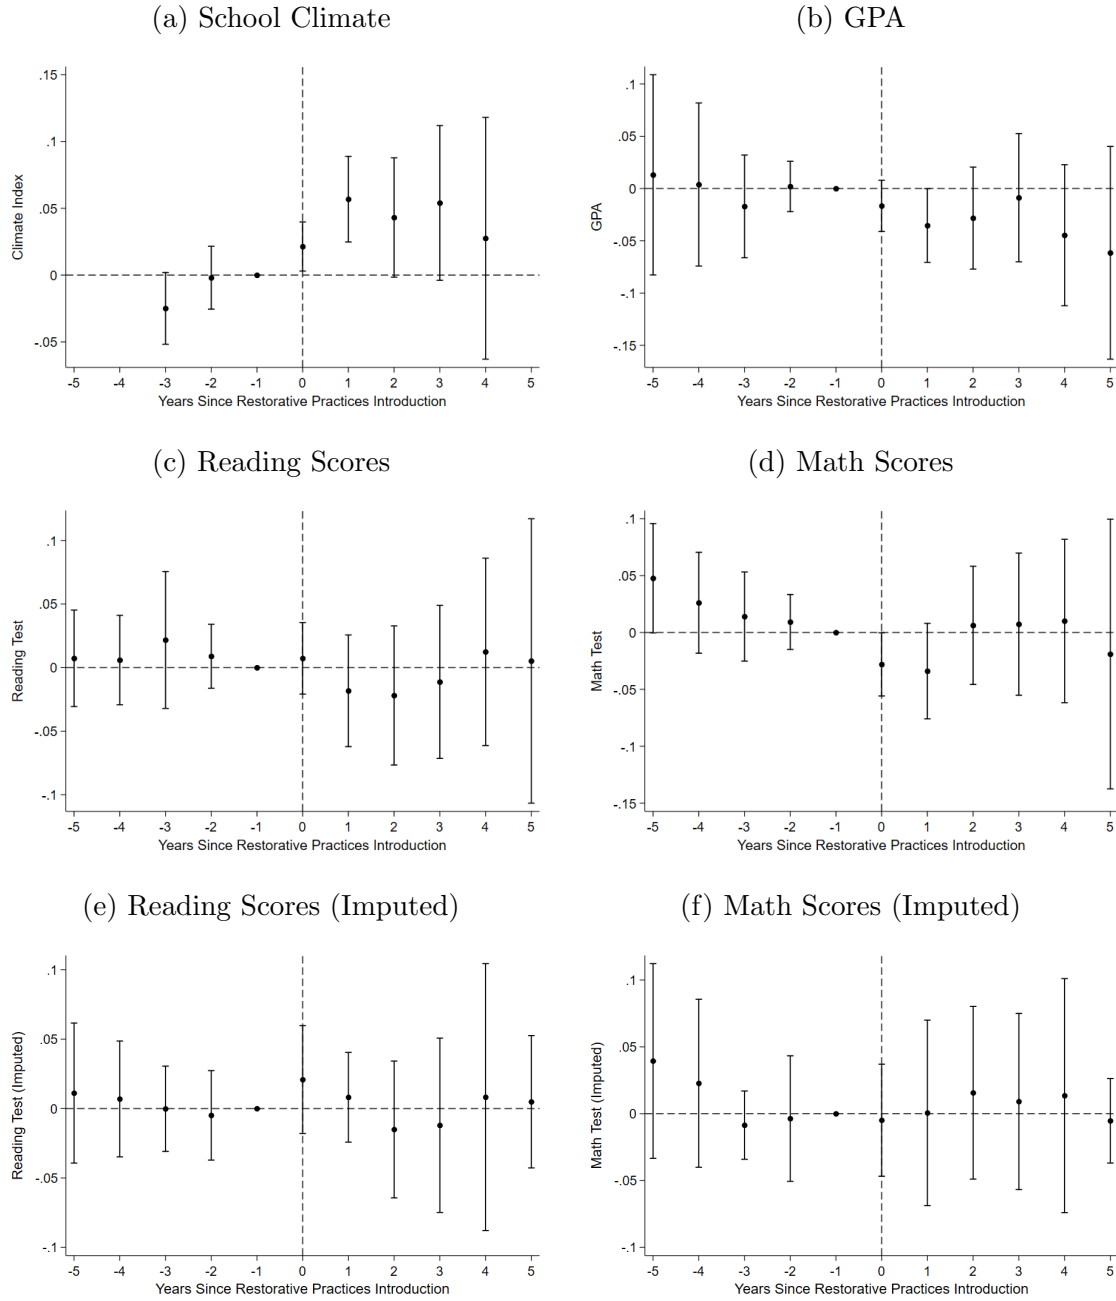 (a) School Climate
.15
.1
.05
0
-.05
Climate Index
-5 -4 -3 -2 -1 0 1 2 3 4 5
Years Since Restorative Practices Introduction
(b) GPA
.1
.05
0
-.05
-.1
-.15
GPA
-5 -4 -3 -2 -1 0 1 2 3 4 5
Years Since Restorative Practices Introduction
(c) Reading Scores
.1
.05
0
-.05
-.1
Reading Test
-5 -4 -3 -2 -1 0 1 2 3 4 5
Years Since Restorative Practices Introduction
(d) Math Scores
.1
.05
0
-.05
-.1
-.15
Math Test
-5 -4 -3 -2 -1 0 1 2 3 4 5
Years Since Restorative Practices Introduction
(e) Reading Scores (Imputed)
.1
.05
0
-.05
-.1
Reading Test (Imputed)
-5 -4 -3 -2 -1 0 1 2 3 4 5
Years Since Restorative Practices Introduction
(f) Math Scores (Imputed)
.1
.05
0
-.05
-.1
Math Test (Imputed)
-5 -4 -3 -2 -1 0 1 2 3 4 5
Years Since Restorative Practices Introduction